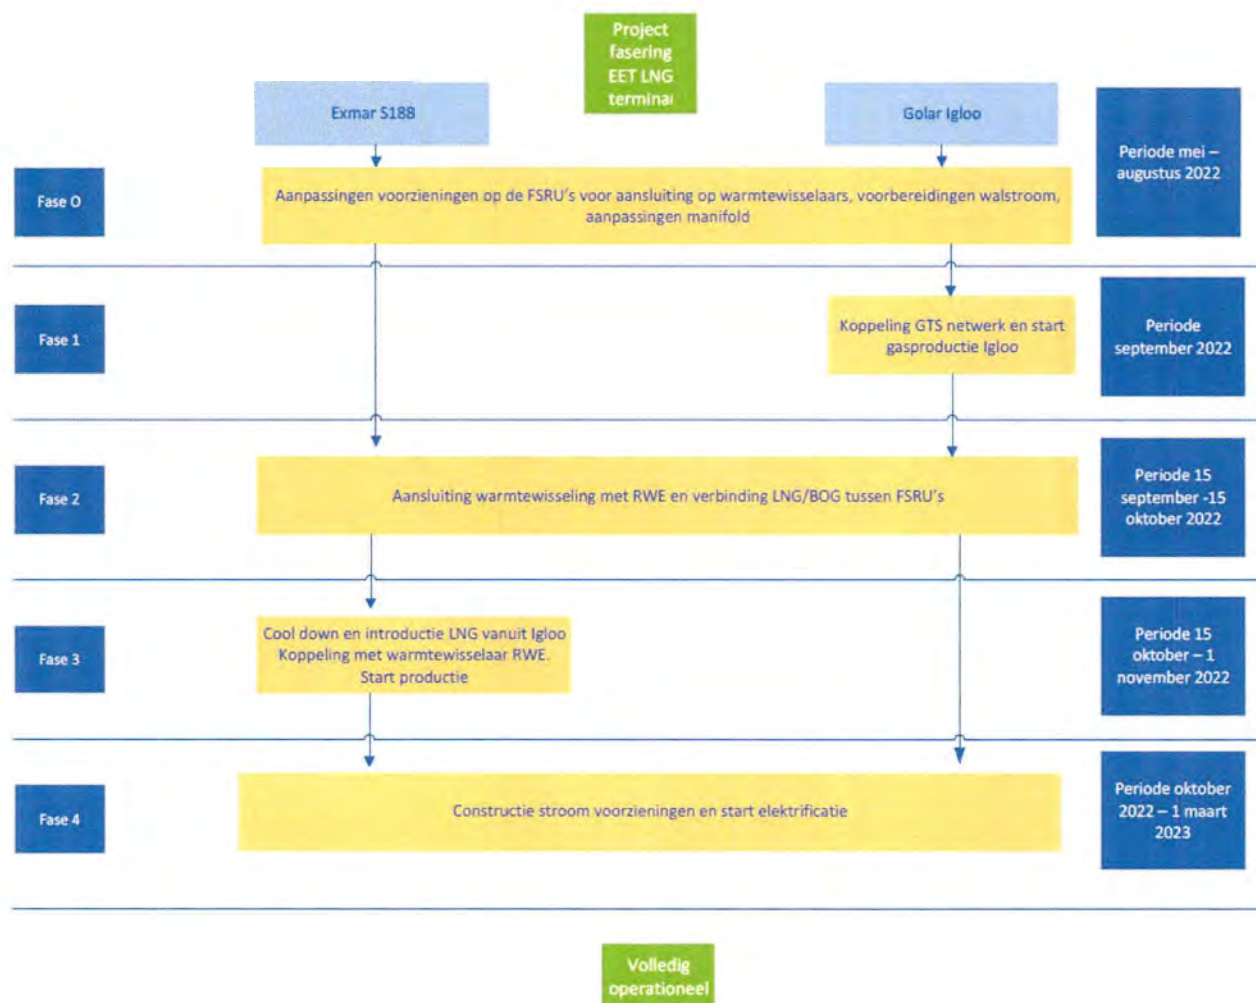 Project
fasering
EET LNG
terminal
Exmar S188
Golar Igloo
Periode mei –
augustus 2022
Fase 0
Aanpassingen voorzieningen op de FSRU's voor aansluiting op warmtewisselaars, voorbereidingen walstroom,
aanpassingen manifold
Fase 1
Koppeling GTS netwerk en start
gasproductie Igloo
Periode
september 2022
Fase 2
Aansluiting warmtewisseling met RWE en verbinding LNG/BOG tussen FSRU's
Periode 15
september -15
oktober 2022
Fase 3
Cool down en introductie LNG vanuit Igloo
Koppeling met warmtewisselaar RWE.
Start productie
Periode 15
oktober – 1
november 2022
Fase 4
Constructie stroom voorzieningen en start elektrificatie
Periode oktober
2022 – 1 maart
2023
Volledig
operationeel